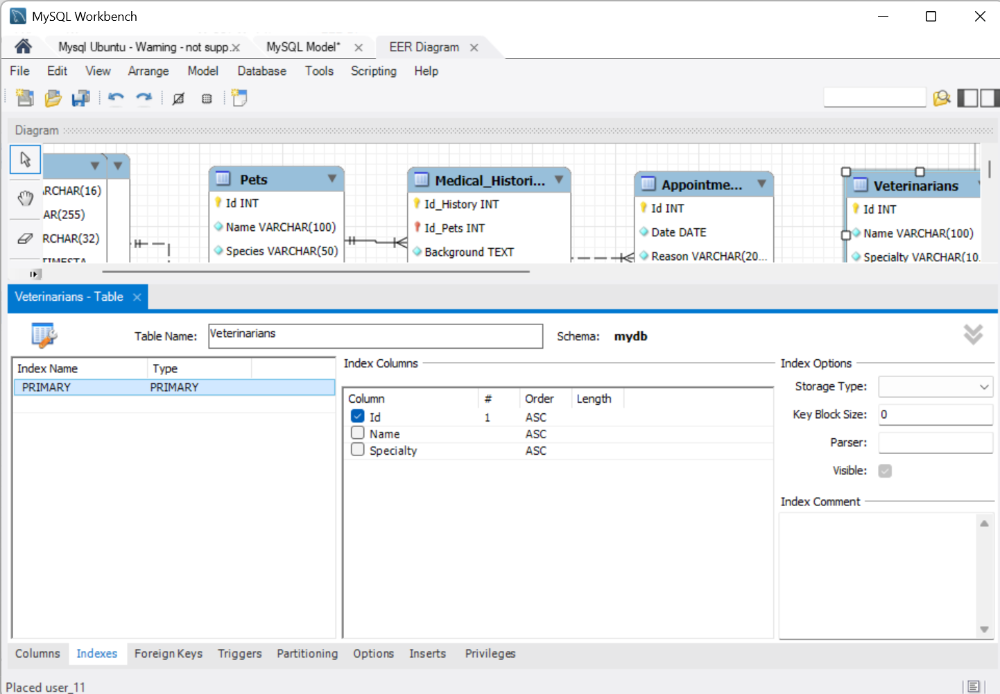 MySQL Workbench
Mysql Ubuntu - Warning - not supp. MySQL Model* EER Diagram
File Edit View Arrange Model Database Tools Scripting Help
Diagram
ARCHAR(16)
AR(255)
RCHAR(32)
TIMESTA
Pets
Id INT
Name VARCHAR(100)
Species VARCHAR(50)
Medical_Histori...
Id_History INT
Id_Pets INT
Background TEXT
Appointme...
Id INT
Date DATE
Reason VARCHAR(20...
Veterinarians
Id INT
Name VARCHAR(100)
Specialty VARCHAR(10.
Veterinarians - Table
Table Name: Veterinarians Schema: mydb
Index Name Type
PRIMARY PRIMARY
Index Columns
Column # Order Length
Id 1 ASC
Name ASC
Specialty ASC
Index Options
Storage Type:
Key Block Size: 0
Parser:
Visible:
Index Comment
Columns Indexes Foreign Keys Triggers Partitioning Options Inserts Privileges
Placed user_11